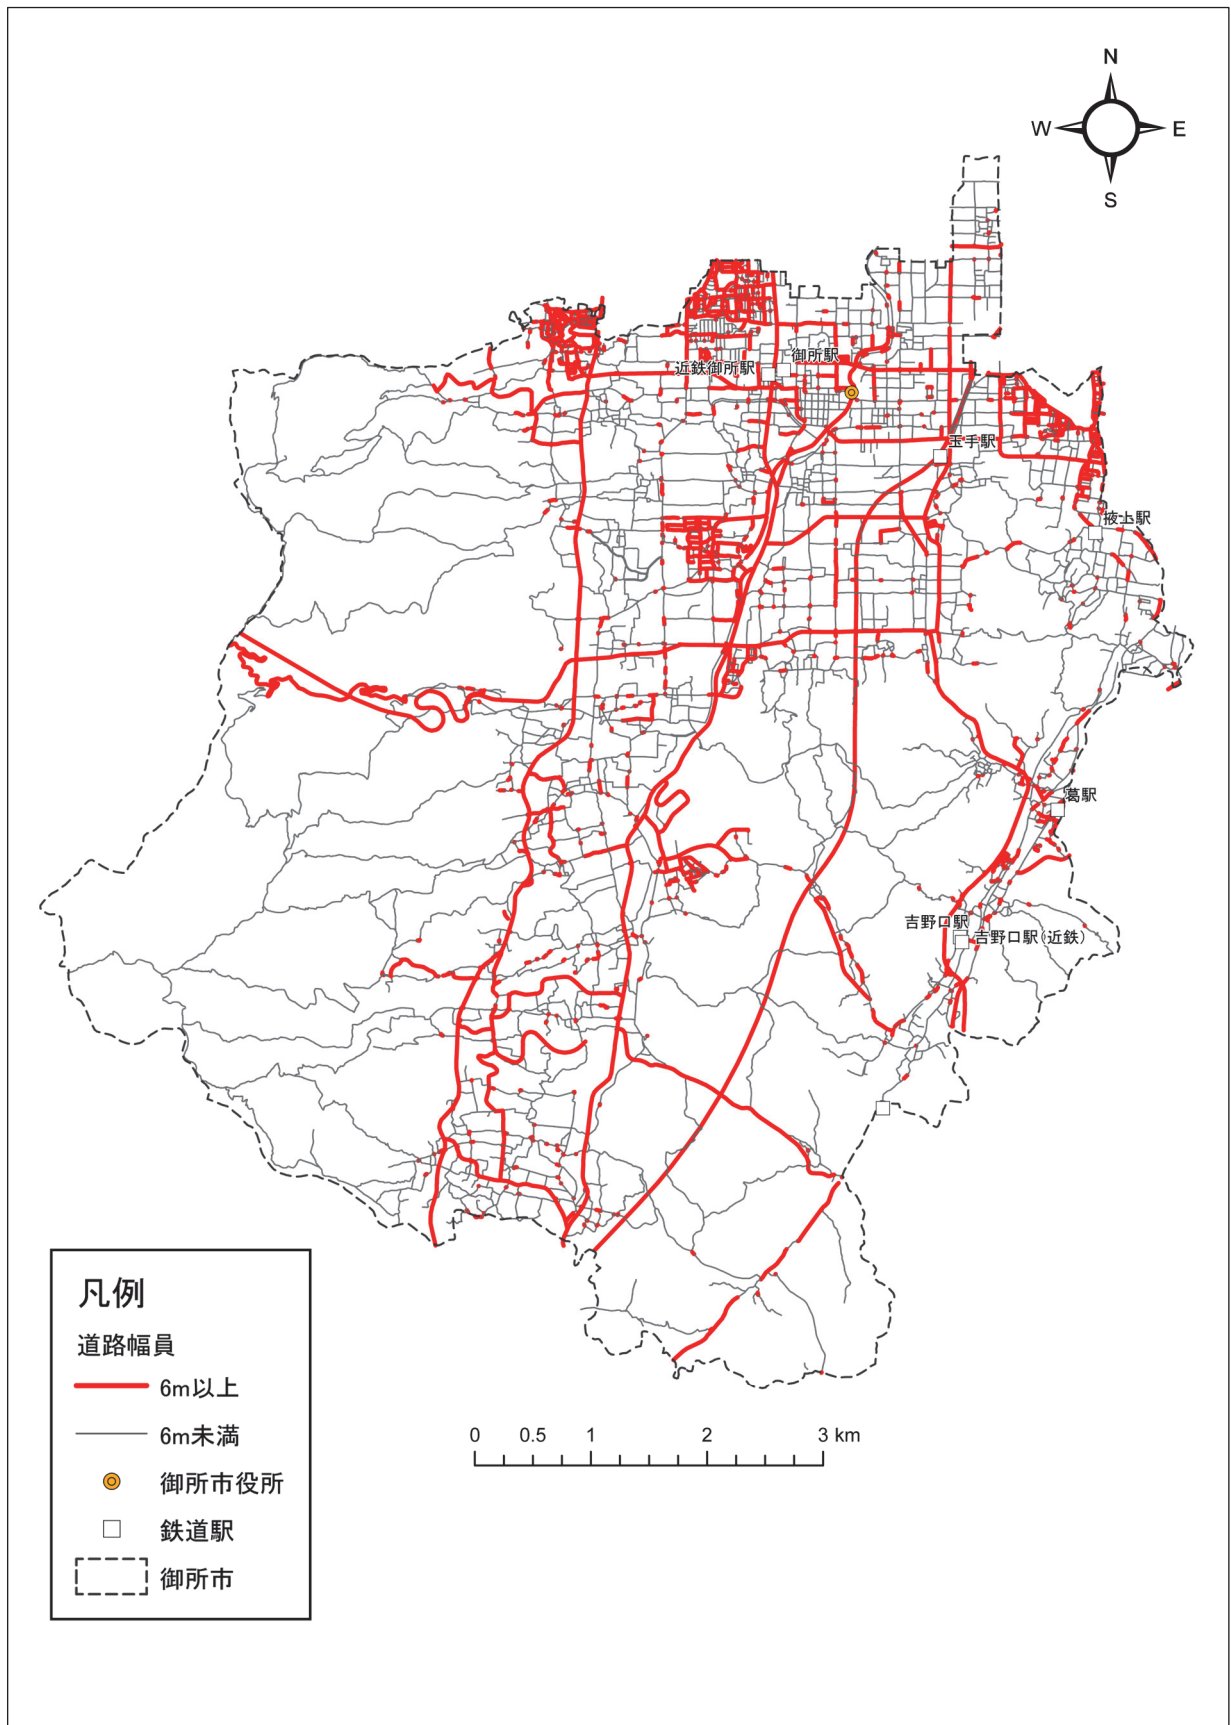 N
W
E
S
御所駅
近鉄御所駅
玉手駅
掖上駅
葛駅
吉野口駅
吉野口駅(近鉄)
凡例
道路幅員
6m以上
6m未満
御所市役所
鉄道駅
御所市
0 0.5 1 2 3 km